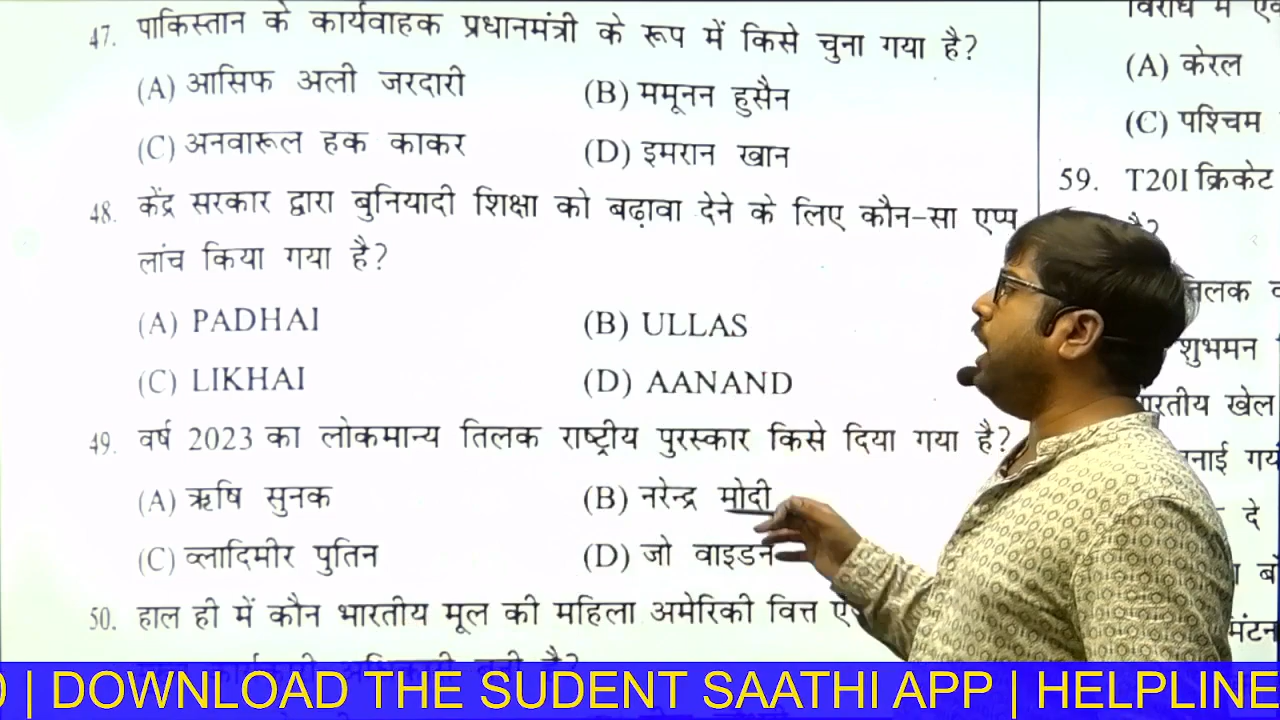 47. पाकिस्तान के कार्यवाहक प्रधानमंत्री के रूप में किसे चुना गया है?
(A) आसिफ अली जरदारी (B) ममूनन हुसैन
(C) अनवारूल हक काकर (D) इमरान खान
48. केंद्र सरकार द्वारा बुनियादी शिक्षा को बढ़ावा देने के लिए कौन-सा एप्प
लांच किया गया है?
(A) PADHAI (B) ULLAS
(C) LIKHAI (D) AANAND
49. वर्ष 2023 का लोकमान्य तिलक राष्ट्रीय पुरस्कार किसे दिया गया है?
(A) ऋषि सुनक (B) नरेन्द्र मोदी
(C) व्लादिमीर पुतिन (D) जो वाइडन
50. हाल ही में कौन भारतीय मूल की महिला अमेरिकी वित्त
विरोध में
(A) केरल
(C) पश्चिम
59. T20I क्रिकेट
है?
शुभमन
खेल
दे
| DOWNLOAD THE SUDENT SAATHI APP | HELPLINE